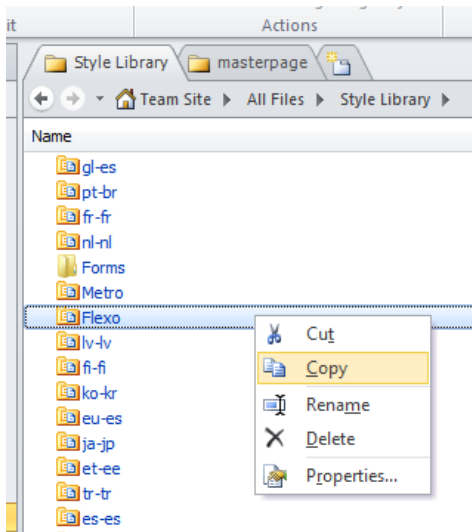 it
Actions
Style Library
masterpage
Team Site
All Files
Style Library
Name
gl-es
pt-br
fr-fr
nl-nl
Forms
Metro
Flexo
lv-lv
fi-fi
ko-kr
eu-es
ja-jp
et-ee
tr-tr
es-es
Cut
Copy
Rename
Delete
Properties...